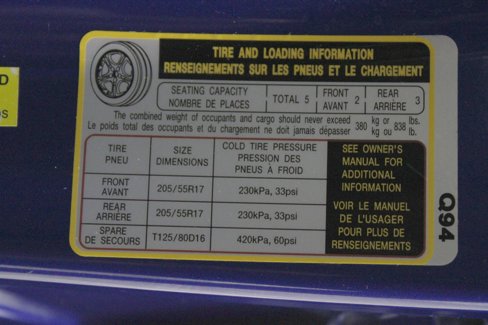 TIRE AND LOADING INFORMATION
RENSEIGNEMENTS SUR LES PNEUS ET LE CHARGEMENT
SEATING CAPACITY
NOMBRE DE PLACES
TOTAL 5
FRONT
AVANT
2
REAR
ARRIÈRE
3
The combined weight of occupants and cargo should never exceed 380 kg or 838 lbs.
Le poids total des occupants et du chargement ne doit jamais dépasser kg ou lb.
TIRE
PNEU
SIZE
DIMENSIONS
COLD TIRE PRESSURE
PRESSION DES
PNEUS À FROID
FRONT
AVANT
205/55R17
230kPa, 33psi
REAR
ARRIÈRE
205/55R17
230kPa, 33psi
SPARE
DE SECOURS
T125/80D16
420kPa, 60psi
SEE OWNER'S
MANUAL FOR
ADDITIONAL
INFORMATION
VOIR LE MANUEL
DE L'USAGER
POUR PLUS DE
RENSEIGNEMENTS
Q94